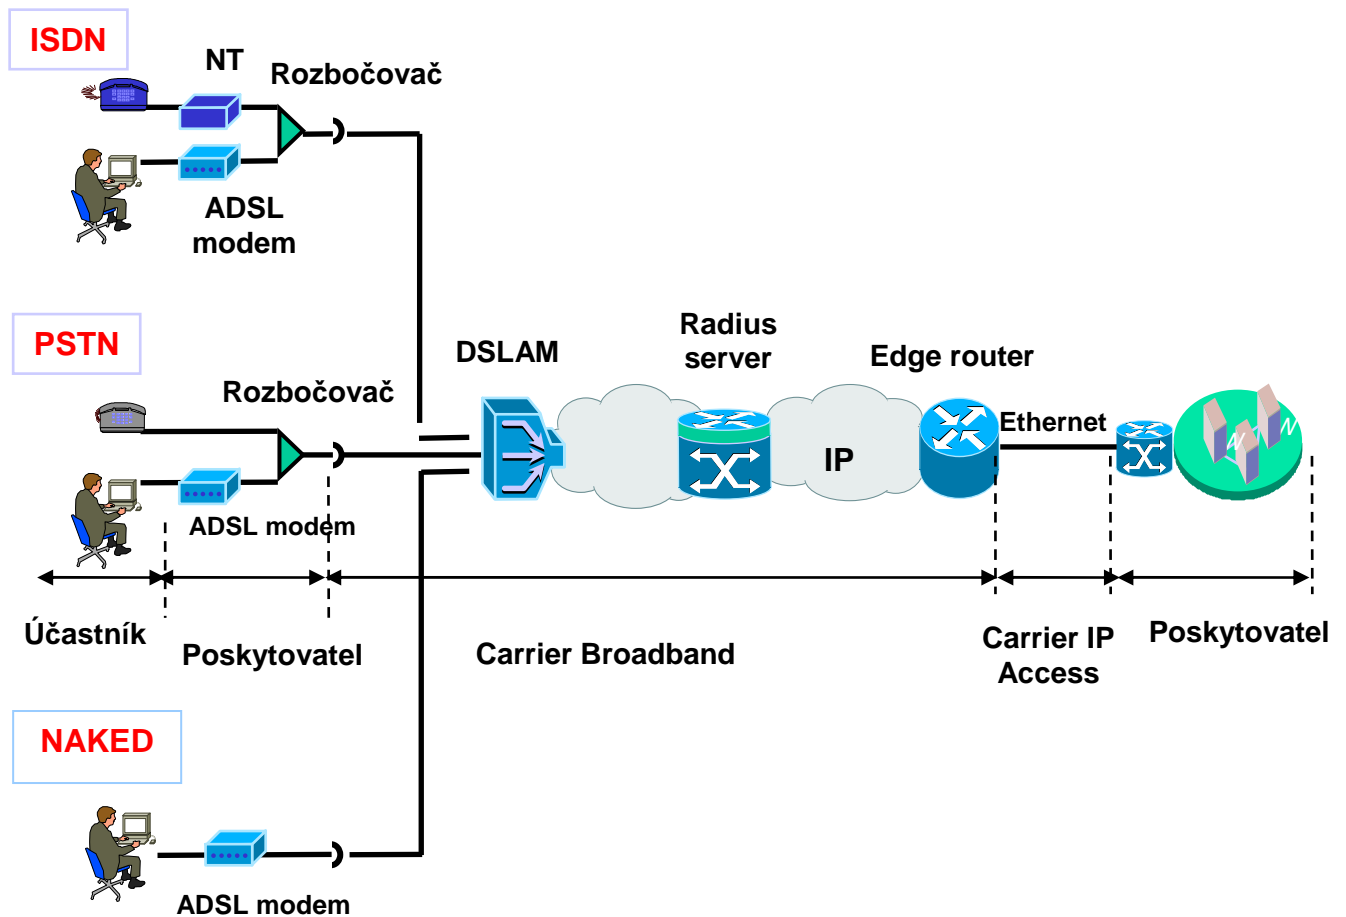 ISDN
NT
Rozbočovač
ADSL
modem
PSTN
Rozbočovač
ADSL modem
DSLAM
Radius
server
IP
Edge router
Ethernet
N
N
Účastník
Poskytovatel
Carrier Broadband
Carrier IP
Access
Poskytovatel
NAKED
ADSL modem